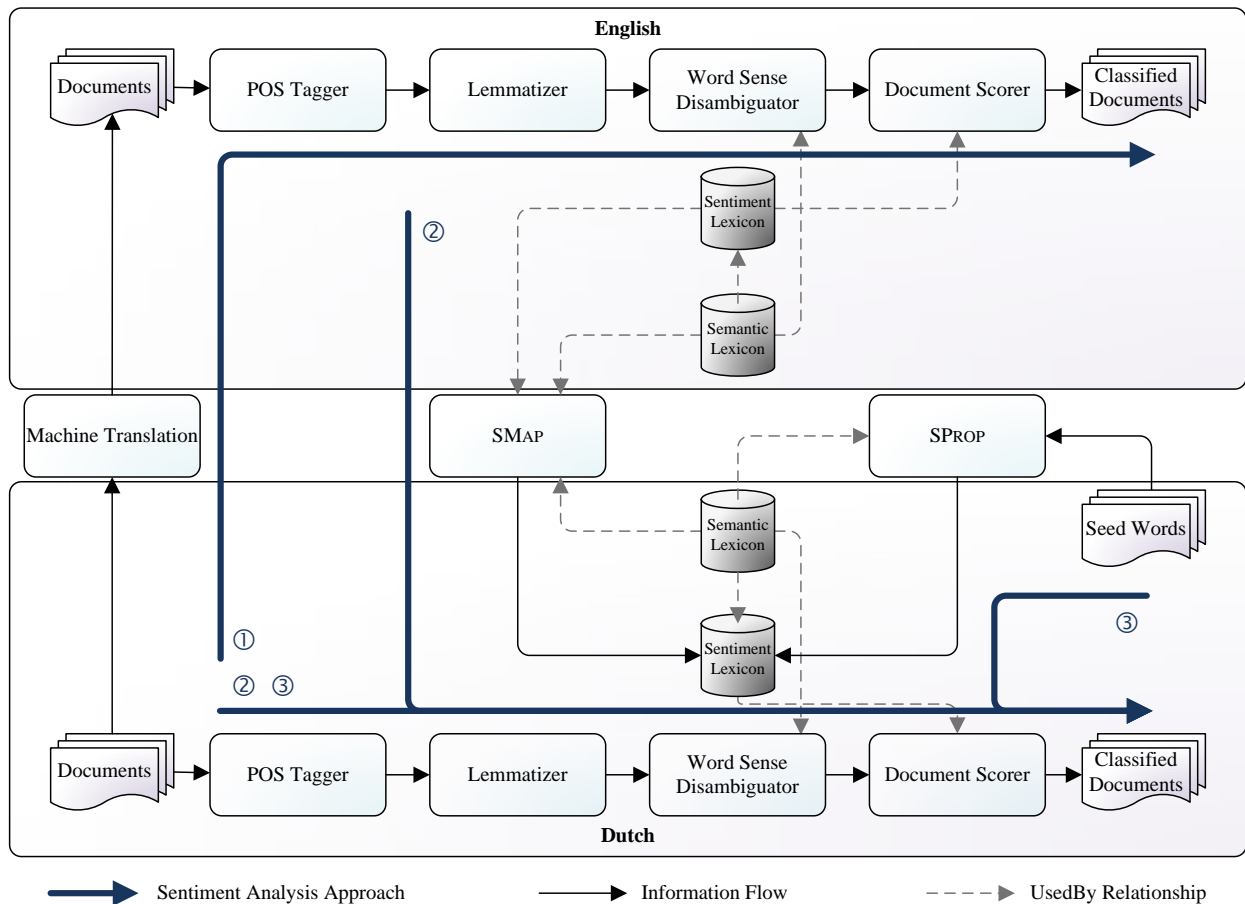 English
Documents
POS Tagger
Lemmatizer
Word Sense
Disambiguator
Document Scorer
Classified
Documents
Sentiment
Lexicon
②
Semantic
Lexicon
Machine Translation
SMAP
SPROP
Semantic
Lexicon
Seed Words
①
③
Sentiment
Lexicon
② ③
Documents
POS Tagger
Lemmatizer
Word Sense
Disambiguator
Document Scorer
Classified
Documents
Dutch
Sentiment Analysis Approach
Information Flow
UsedBy Relationship